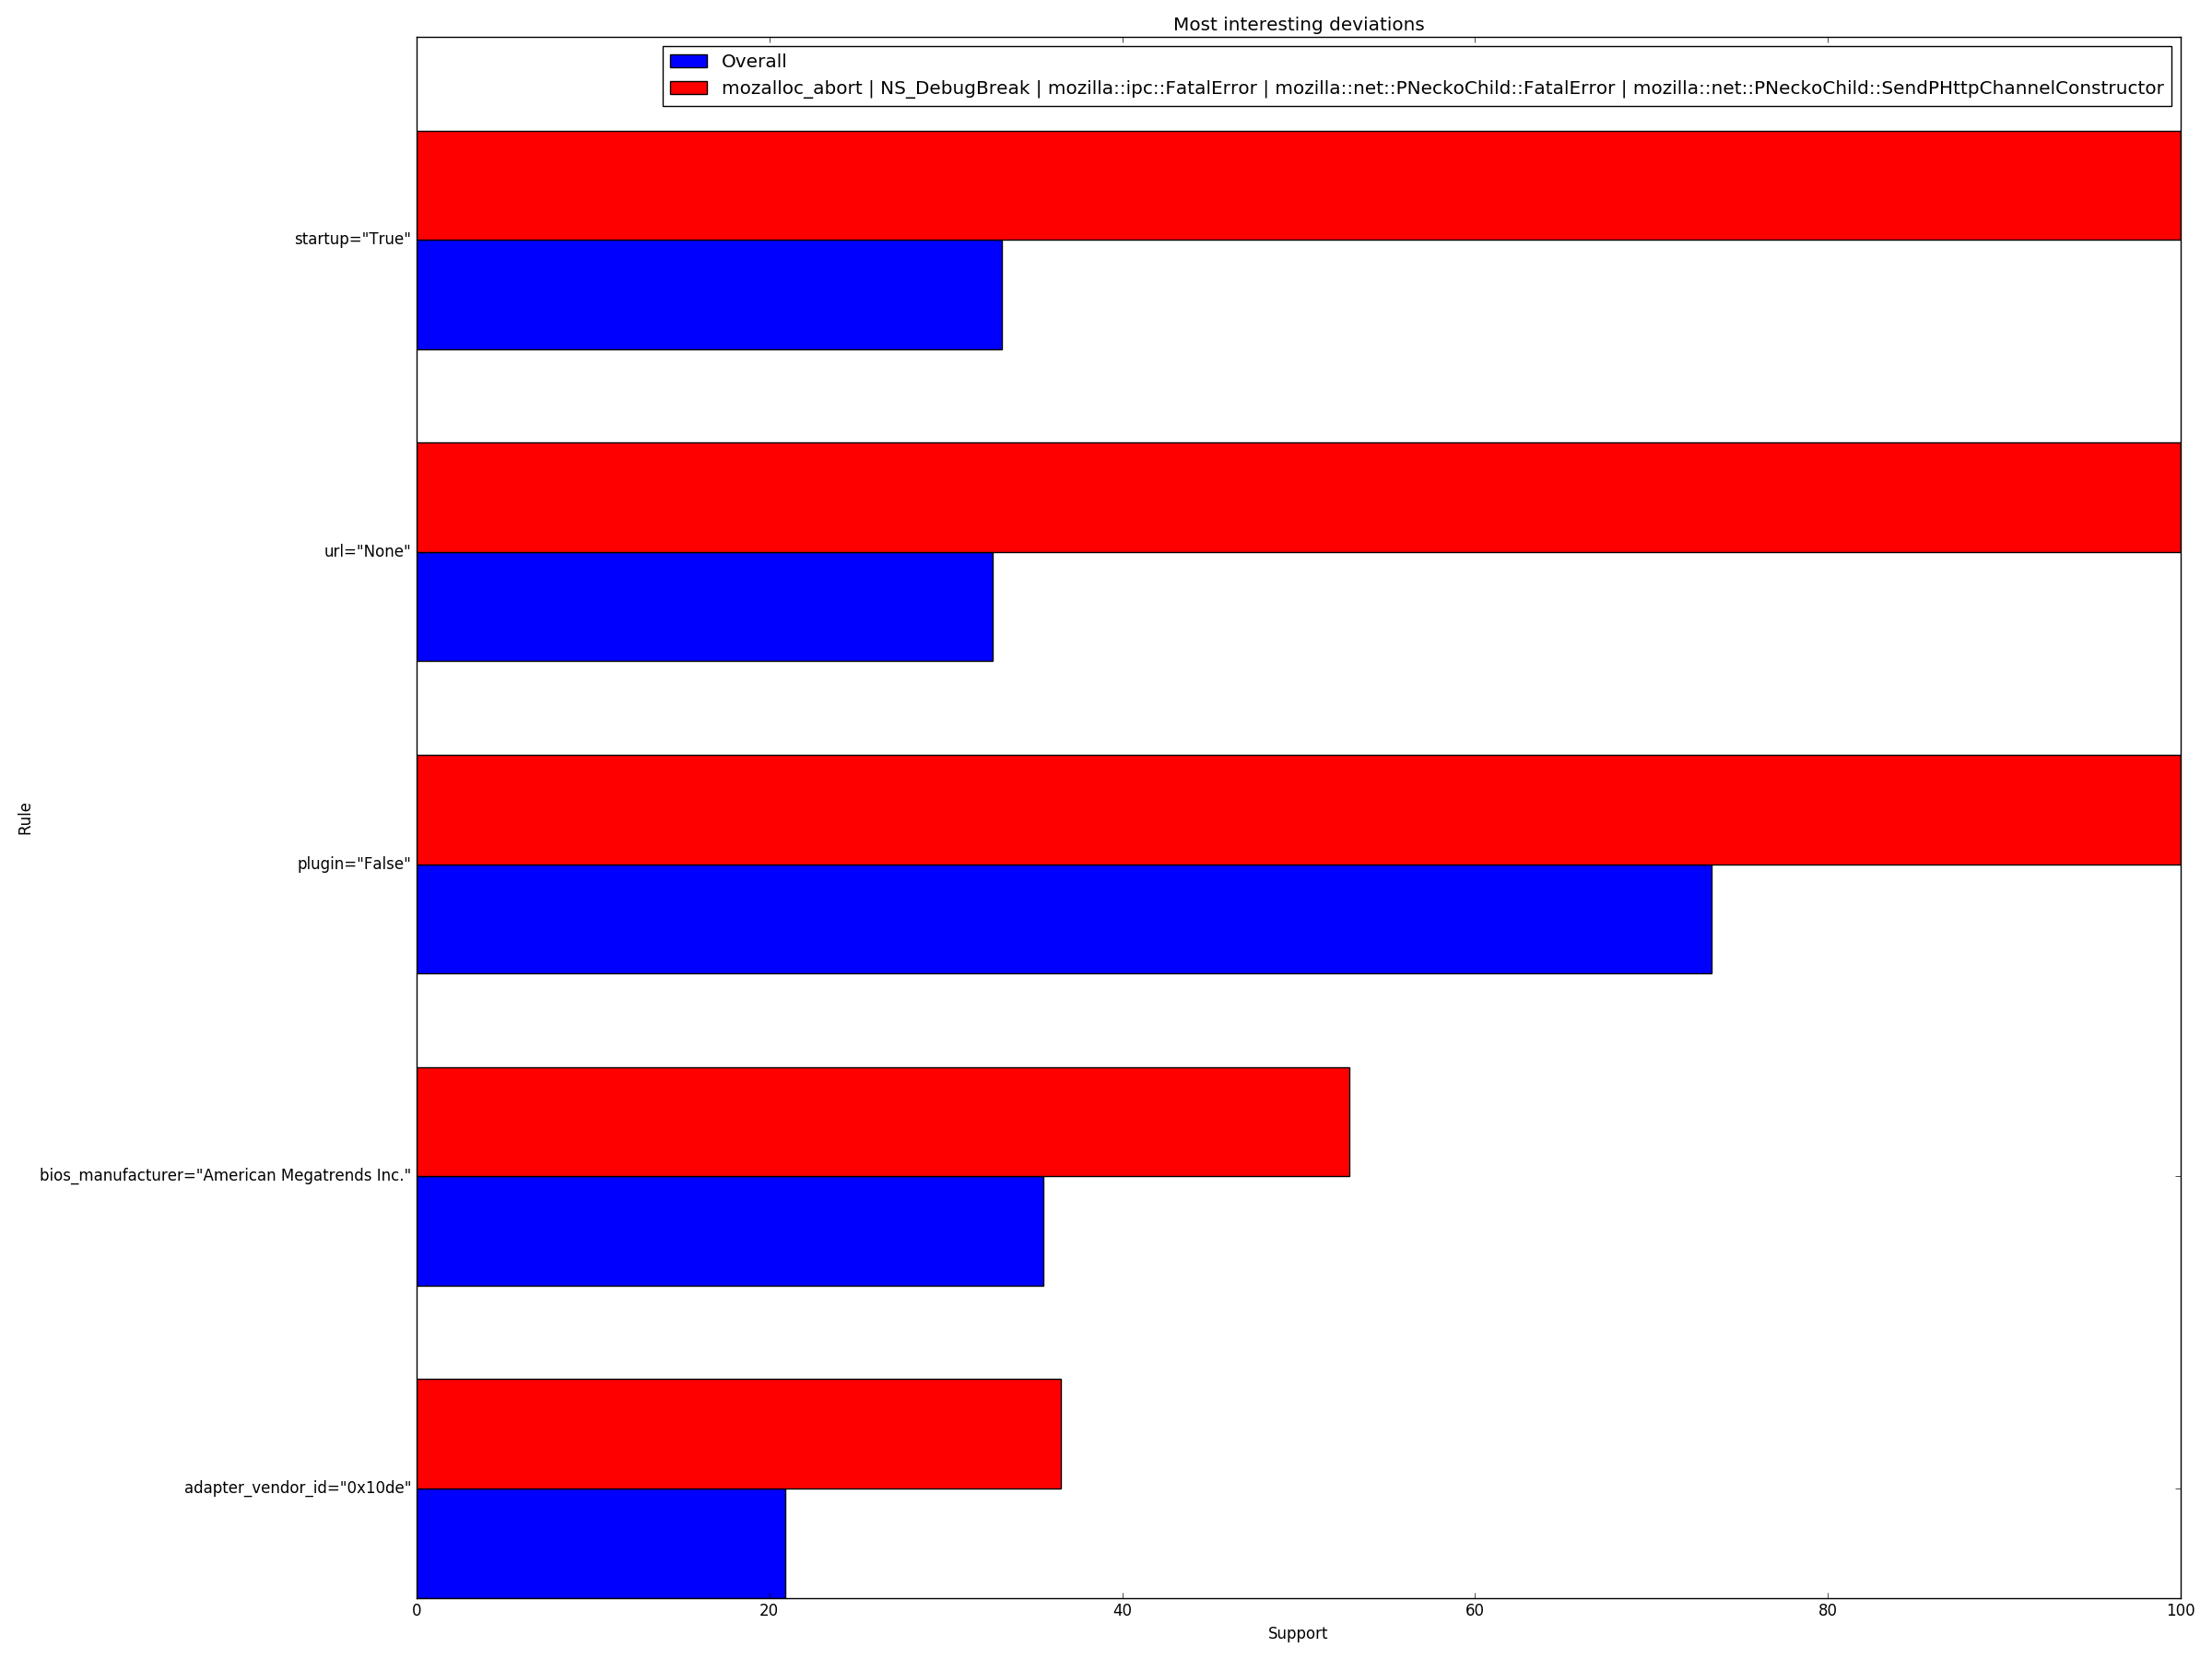 Most interesting deviations
Overall
mozalloc_abort | NS_DebugBreak | mozilla::ipc::FatalError | mozilla::net::PNeckoChild::FatalError | mozilla::net::PNeckoChild::SendPHttpChannelConstructor
startup="True"
url="None"
plugin="False"
bios_manufacturer="American Megatrends Inc."
adapter_vendor_id="0x10de"
Rule
0 20 40 60 80 100
Support